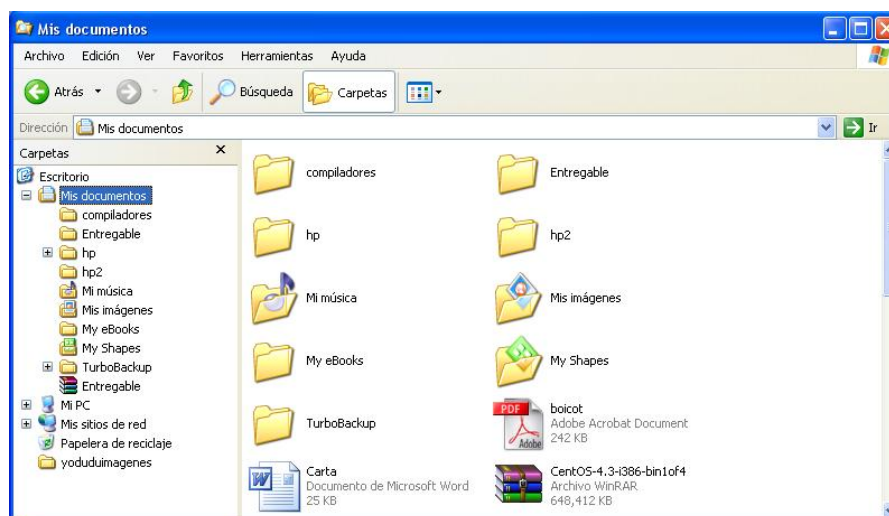 Mis documentos
Archivo Edición Ver Favoritos Herramientas Ayuda
Atrás Búsqueda Carpetas
Dirección Mis documentos Ir
Carpetas
Escritorio
Mis documentos
compiladores
Entregable
hp
hp2
Mi música
Mis imágenes
My eBooks
My Shapes
TurboBackup
Entregable
Mi PC
Mis sitios de red
Papelera de reciclaje
yoduduimagenes
compiladores
Entregable
hp
hp2
Mi música
Mis imágenes
My eBooks
My Shapes
TurboBackup
PDF
Adobe
boicot
Adobe Acrobat Document
242 KB
W
Carta
Documento de Microsoft Word
25 KB
CentOS-4.3-i386-bin1of4
Archivo WinRAR
648,412 KB